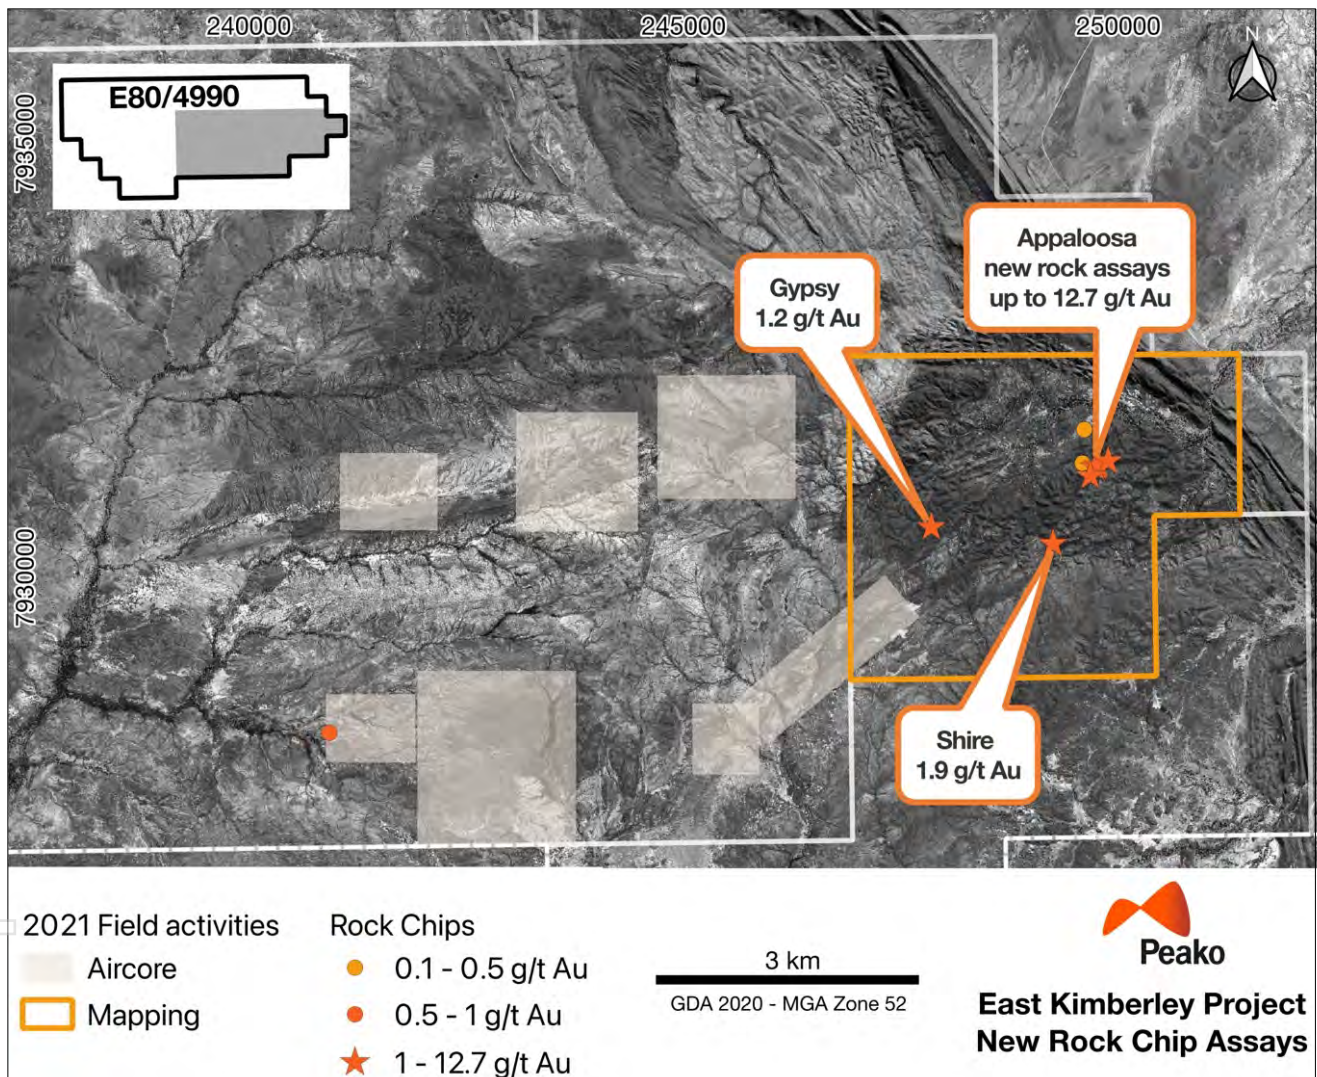 240000
245000
250000
N
E80/4990
7935000
Appaloosa
new rock assays
up to 12.7 g/t Au
Gypsy
1.2 g/t Au
7930000
Shire
1.9 g/t Au
2021 Field activities
Aircore
Mapping
Rock Chips
0.1 - 0.5 g/t Au
0.5 - 1 g/t Au
1 - 12.7 g/t Au
3 km
GDA 2020 - MGA Zone 52
Peako
East Kimberley Project
New Rock Chip Assays